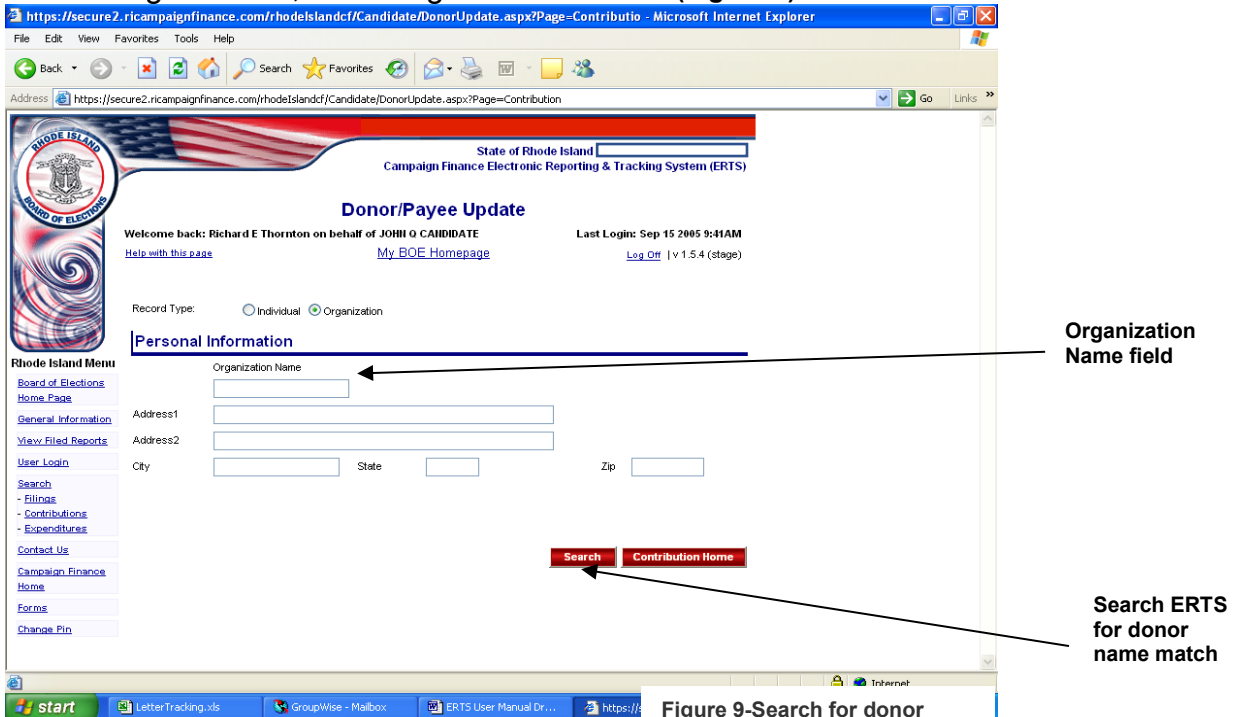 https://secure2.ricampaignfinance.com/rhodeIslandcf/Candidate/DonorUpdate.aspx?Page=Contributio - Microsoft Internet Explorer
File Edit View Favorites Tools Help
Back Search Favorites
Address https://secure2.ricampaignfinance.com/rhodeIslandcf/Candidate/DonorUpdate.aspx?Page=Contribution Go Links »
RHODE ISLAND
BOARD OF ELECTIONS
State of Rhode Island
Campaign Finance Electronic Reporting & Tracking System (ERTS)
Donor/Payee Update
Welcome back: Richard E Thornton on behalf of JOHN Q CANDIDATE Last Login: Sep 15 2005 9:41AM
Help with this page My BOE Homepage Log Off | v 1.5.4 (stage)
Record Type: Individual Organization
Personal Information
Organization Name
Address1
Address2
City State Zip
Search Contribution Home
Rhode Island Menu
Board of Elections
Home Page
General Information
View Filed Reports
User Login
Search
- Filings
- Contributions
- Expenditures
Contact Us
Campaign Finance
Home
Forms
Change Pin
Organization
Name field
Search ERTS
for donor
name match
Internet
start LetterTracking.xls GroupWise - Mailbox ERTS User Manual Dr... https://s
Figure 9-Search for donor